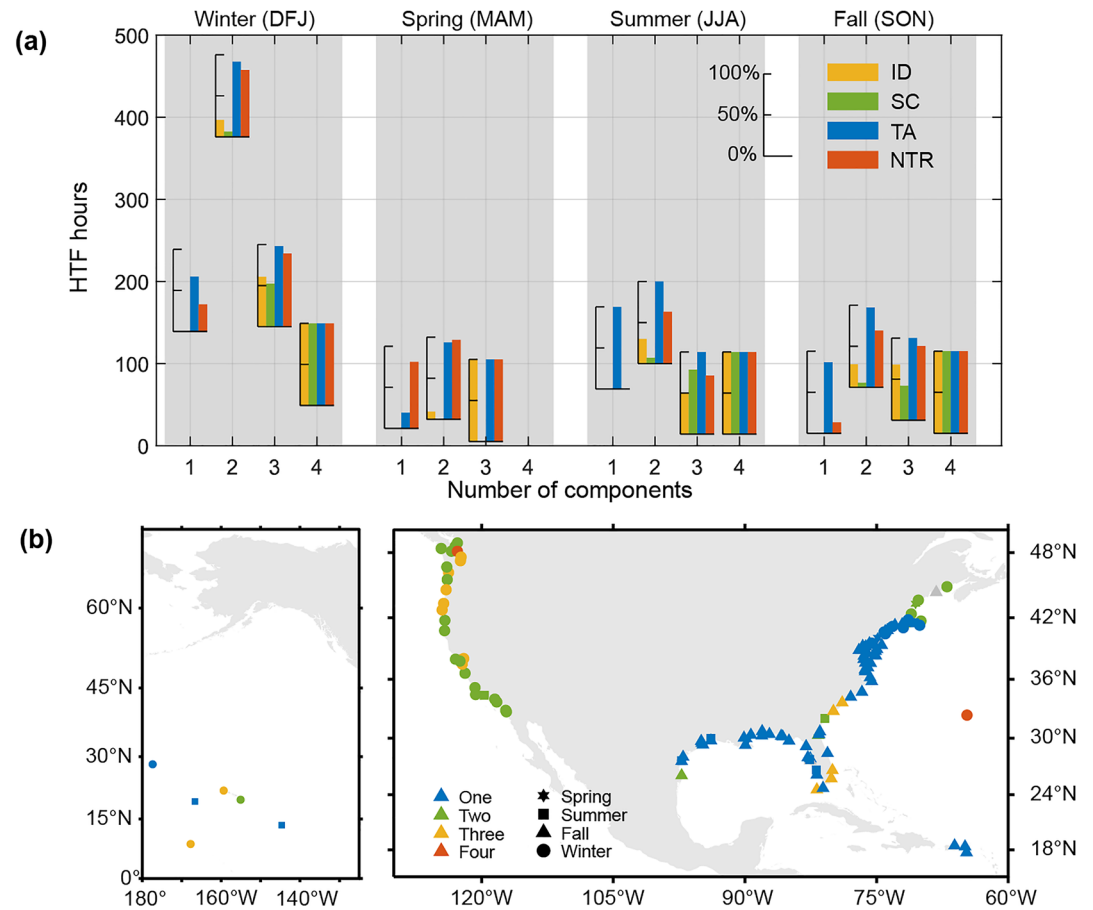 (a)
Winter (DFJ) Spring (MAM) Summer (JJA) Fall (SON)
500
400
300
200
100
0
HTF hours
100%
50%
0%
ID
SC
TA
NTR
1 2 3 4 1 2 3 4 1 2 3 4 1 2 3 4
Number of components
(b)
60°N
45°N
30°N
15°N
0°
180° 160°W 140°W
48°N
42°N
36°N
30°N
24°N
18°N
One Spring
Two Summer
Three Fall
Four Winter
120°W 105°W 90°W 75°W 60°W